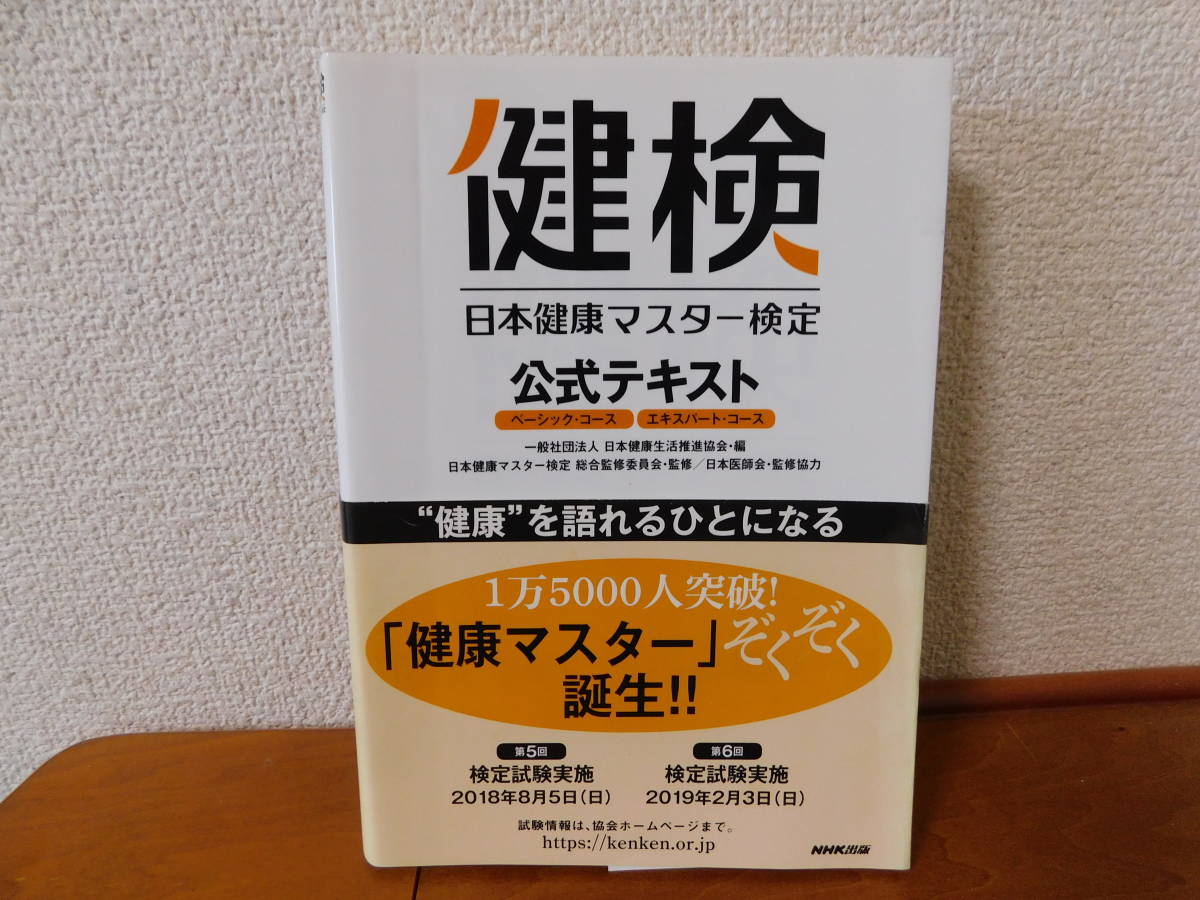 健検
日本健康マスター検定
公式テキスト
ベーシック・コース エキスパート・コース
一般社団法人 日本健康生活推進協会・編
日本健康マスター検定 総合監修委員会・監修／日本医師会・監修協力
“健康”を語れるひとになる
1万5000人突破!
「健康マスター」ぞくぞく
誕生!!
第5回 第6回
検定試験実施 検定試験実施
2018年8月5日(日) 2019年2月3日(日)
試験情報は、協会ホームページまで。
https://kenken.or.jp
NHK出版